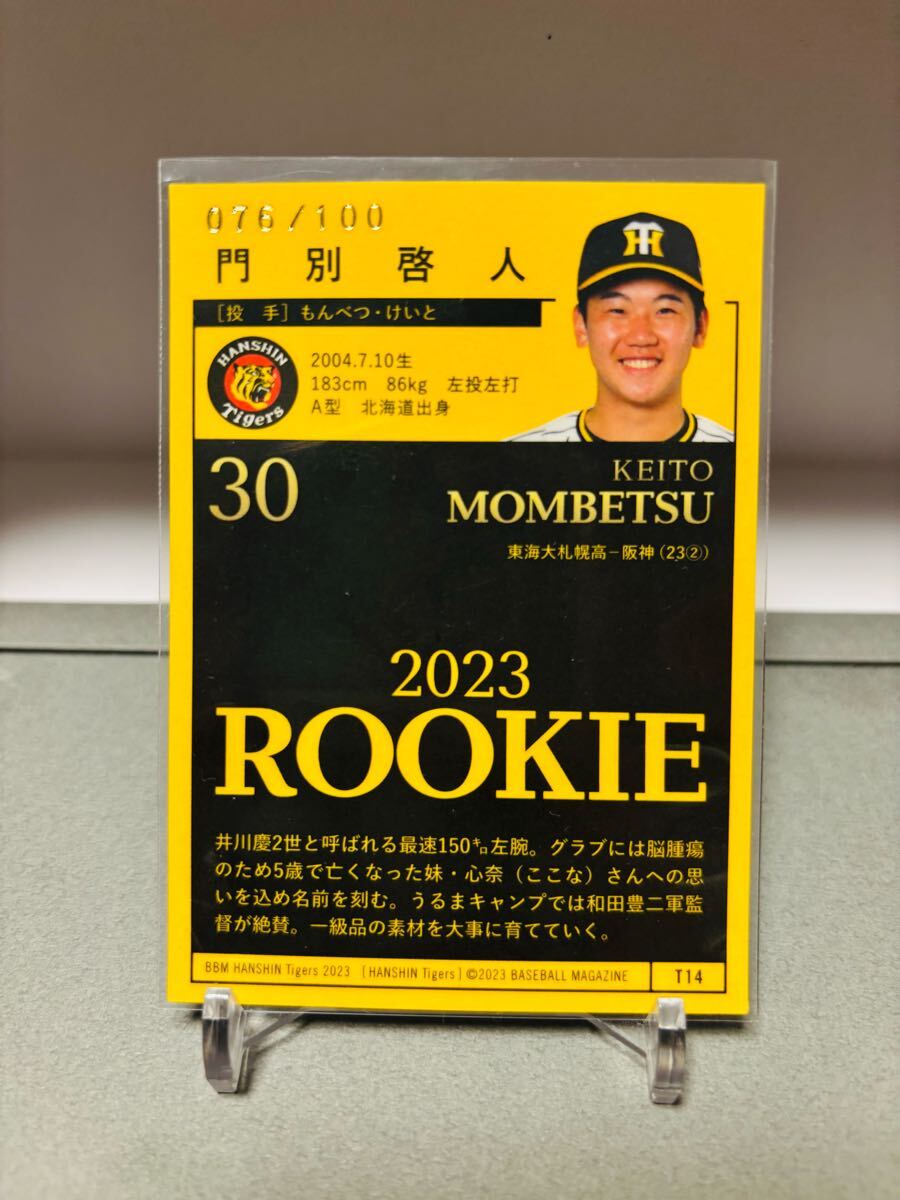 076/100
門別啓人
[投手]もんべつ・けいと
HANSHIN
Tigers
2004.7.10生
183cm 86kg 左投左打
A型 北海道出身
30
KEITO
MOMBETSU
東海大札幌高－阪神(23②)
2023
ROOKIE
井川慶2世と呼ばれる最速150㌔左腕。グラブには脳腫瘍
のため5歳で亡くなった妹・心奈（ここな）さんへの思
いを込め名前を刻む。うるまキャンプでは和田豊二軍監
督が絶賛。一級品の素材を大事に育てていく。
BBM HANSHIN Tigers 2023 [HANSHIN Tigers] ©2023 BASEBALL MAGAZINE
T14